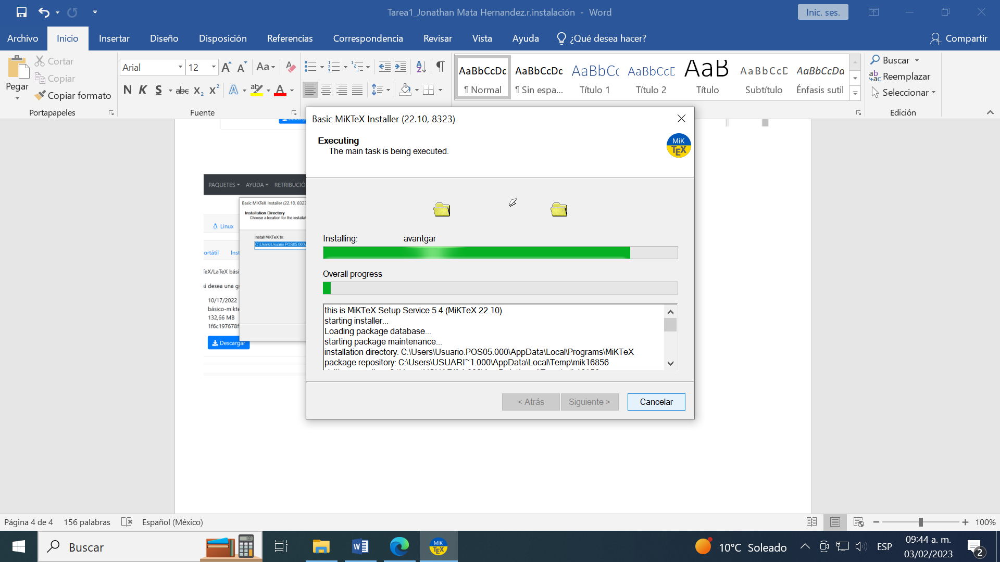 Tarea1_Jonathan Mata Hernandez.r.instalación - Word
Inic. ses.
Archivo Inicio Insertar Diseño Disposición Referencias Correspondencia Revisar Vista Ayuda ¿Qué desea hacer? Compartir
Pegar
Cortar
Copiar
Copiar formato
Portapapeles
Arial 12
N K S abc X₂ X²
Fuente
AaBbCcDc AaBbCcDc AaBbC AaBbCcD AaB AaBbCcD AaBbCcDa
¶ Normal ¶ Sin espa... Título 1 Título 2 Título Subtítulo Énfasis sutil
Buscar
Reemplazar
Seleccionar
Edición
PAQUETES AYUDA RETRIBUCIÓ
Basic MiKTeX Installer (22.10, 8323
Installation Directory
Choose a location for the installat
Linux
Install MiKTeX to:
C:\Users\Usuario.POS05.000\
ortátil Inst
TeX/LaTeX bási
si desea una g
10/17/2022
básico-mikte
132,66 MB
1f6c197678f
Descargar
Basic MiKTeX Installer (22.10, 8323)
Executing
The main task is being executed.
MiK
TEX
Installing: avantgar
Overall progress
this is MiKTeX Setup Service 5.4 (MiKTeX 22.10)
starting installer...
Loading package database...
starting package maintenance...
installation directory: C:\Users\Usuario.POS05.000\AppData\Local\Programs\MiKTeX
package repository: C:\Users\USUARI~1.000\AppData\Local\Temp\mik16856
< Atrás Siguiente > Cancelar
Página 4 de 4 156 palabras Español (México) 100%
Buscar
MiK
TEX
10°C Soleado
ESP
09:44 a. m.
03/02/2023
2